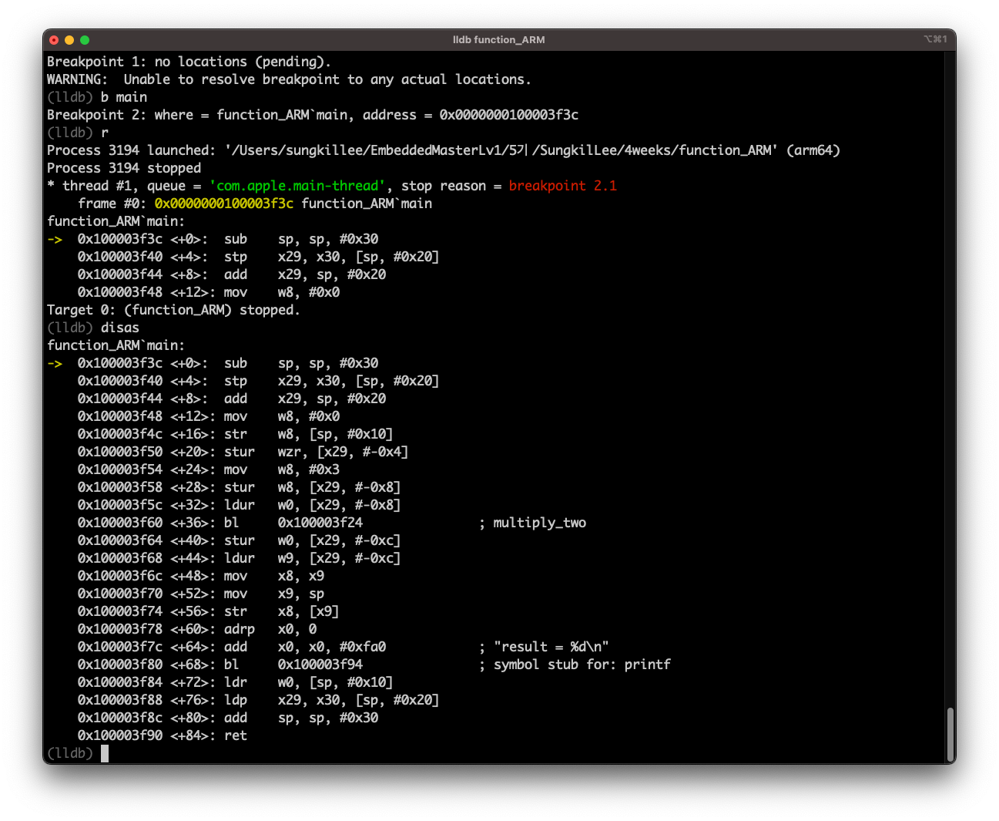 lldb function_ARM
⌥⌘1
Breakpoint 1: no locations (pending).
WARNING:  Unable to resolve breakpoint to any actual locations.
(lldb) b main
Breakpoint 2: where = function_ARM`main, address = 0x0000000100003f3c
(lldb) r
Process 3194 launched: '/Users/sungkillee/EmbeddedMasterLv1/5기/SungkilLee/4weeks/function_ARM' (arm64)
Process 3194 stopped
* thread #1, queue = 'com.apple.main-thread', stop reason = breakpoint 2.1
    frame #0: 0x0000000100003f3c function_ARM`main
function_ARM`main:
->  0x100003f3c <+0>:  sub    sp, sp, #0x30
    0x100003f40 <+4>:  stp    x29, x30, [sp, #0x20]
    0x100003f44 <+8>:  add    x29, sp, #0x20
    0x100003f48 <+12>: mov    w8, #0x0
Target 0: (function_ARM) stopped.
(lldb) disas
function_ARM`main:
->  0x100003f3c <+0>:  sub    sp, sp, #0x30
    0x100003f40 <+4>:  stp    x29, x30, [sp, #0x20]
    0x100003f44 <+8>:  add    x29, sp, #0x20
    0x100003f48 <+12>: mov    w8, #0x0
    0x100003f4c <+16>: str    w8, [sp, #0x10]
    0x100003f50 <+20>: stur   wzr, [x29, #-0x4]
    0x100003f54 <+24>: mov    w8, #0x3
    0x100003f58 <+28>: stur   w8, [x29, #-0x8]
    0x100003f5c <+32>: ldur   w0, [x29, #-0x8]
    0x100003f60 <+36>: bl     0x100003f24               ; multiply_two
    0x100003f64 <+40>: stur   w0, [x29, #-0xc]
    0x100003f68 <+44>: ldur   w9, [x29, #-0xc]
    0x100003f6c <+48>: mov    x8, x9
    0x100003f70 <+52>: mov    x9, sp
    0x100003f74 <+56>: str    x8, [x9]
    0x100003f78 <+60>: adrp   x0, 0
    0x100003f7c <+64>: add    x0, x0, #0xfa0            ; "result = %d\n"
    0x100003f80 <+68>: bl     0x100003f94               ; symbol stub for: printf
    0x100003f84 <+72>: ldr    w0, [sp, #0x10]
    0x100003f88 <+76>: ldp    x29, x30, [sp, #0x20]
    0x100003f8c <+80>: add    sp, sp, #0x30
    0x100003f90 <+84>: ret
(lldb)